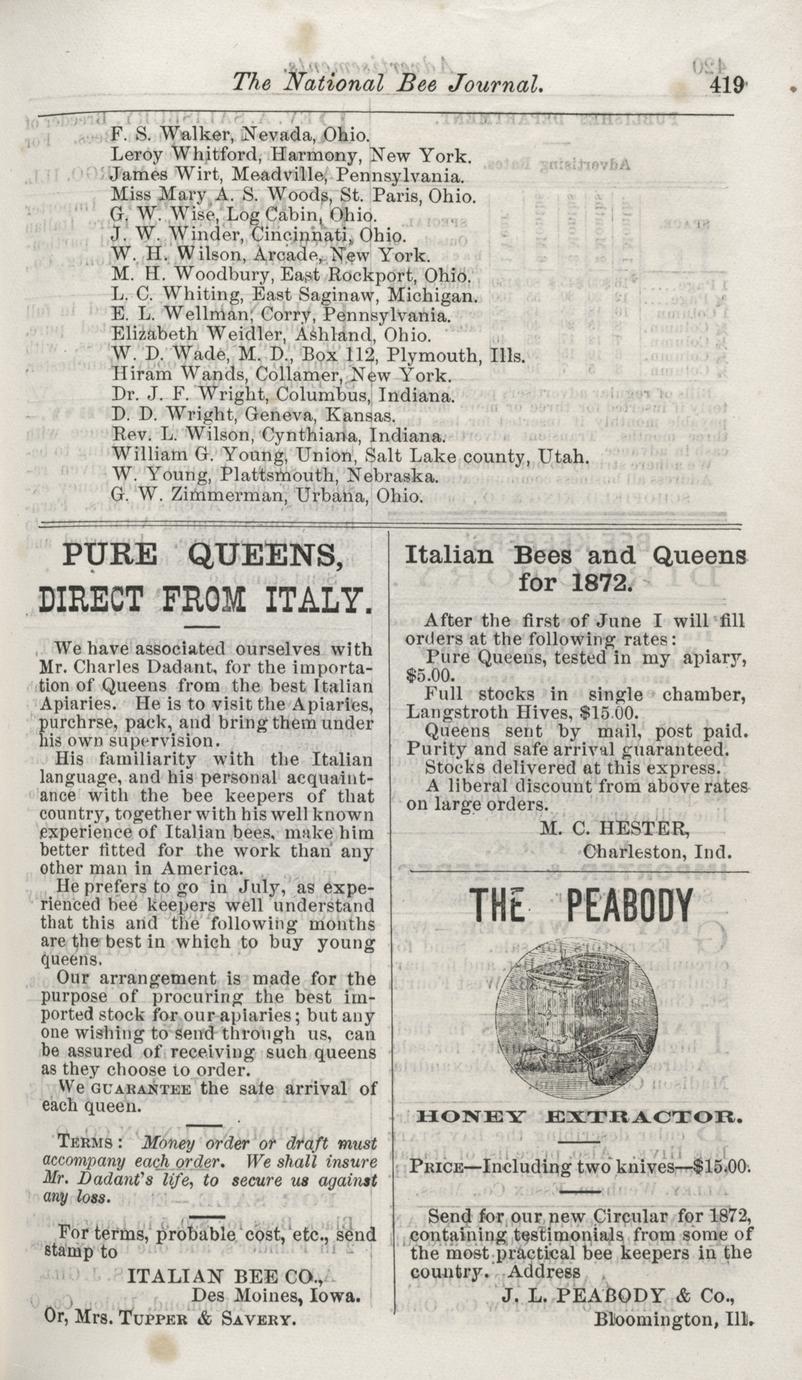 The National Bee Journal. 419
F. S. Walker, Nevada, Ohio.
Leroy Whitford, Harmony, New York.
James Wirt, Meadville, Pennsylvania.
Miss Mary A. S. Woods, St. Paris, Ohio.
G. W. Wise, Log Cabin, Ohio.
J. W. Winder, Cincinnati, Ohio.
W. H. Wilson, Arcade, New York.
M. H. Woodbury, East Rockport, Ohio.
L. C. Whiting, East Saginaw, Michigan.
E. L. Wellman, Corry, Pennsylvania.
Elizabeth Weidler, Ashland, Ohio.
W. D. Wade, M. D., Box 112, Plymouth, Ills.
Hiram Wands, Collamer, New York.
Dr. J. F. Wright, Columbus, Indiana.
D. D. Wright, Geneva, Kansas.
Rev. L. Wilson, Cynthiana, Indiana.
William G. Young, Union, Salt Lake county, Utah.
W. Young, Plattsmouth, Nebraska.
G. W. Zimmerman, Urbana, Ohio.
PURE QUEENS,
DIRECT FROM ITALY.
We have associated ourselves with
Mr. Charles Dadant, for the importa-
tion of Queens from the best Italian
Apiaries. He is to visit the Apiaries,
purchrse, pack, and bring them under
his own supervision.
His familiarity with the Italian
language, and his personal acquaint-
ance with the bee keepers of that
country, together with his well known
experience of Italian bees, make him
better fitted for the work than any
other man in America.
He prefers to go in July, as expe-
rienced bee keepers well understand
that this and the following months
are the best in which to buy young
queens.
Our arrangement is made for the
purpose of procuring the best im-
ported stock for our apiaries; but any
one wishing to send through us, can
be assured of receiving such queens
as they choose to order.
We GUARANTEE the safe arrival of
each queen.
TERMS: Money order or draft must
accompany each order. We shall insure
Mr. Dadant's life, to secure us against
any loss.
For terms, probable cost, etc., send
stamp to
ITALIAN BEE CO.,
Des Moines, Iowa.
Or, Mrs. TUPPER & SAVERY.
Italian Bees and Queens
for 1872.
After the first of June I will fill
orders at the following rates:
Pure Queens, tested in my apiary,
$5.00.
Full stocks in single chamber,
Langstroth Hives, $15.00.
Queens sent by mail, post paid.
Purity and safe arrival guaranteed.
Stocks delivered at this express.
A liberal discount from above rates
on large orders.
M. C. HESTER,
Charleston, Ind.
THE PEABODY
HONEY EXTRACTOR.
PRICE—Including two knives—$15.00.
Send for our new Circular for 1872,
containing testimonials from some of
the most practical bee keepers in the
country. Address
J. L. PEABODY & Co.,
Bloomington, Ill.